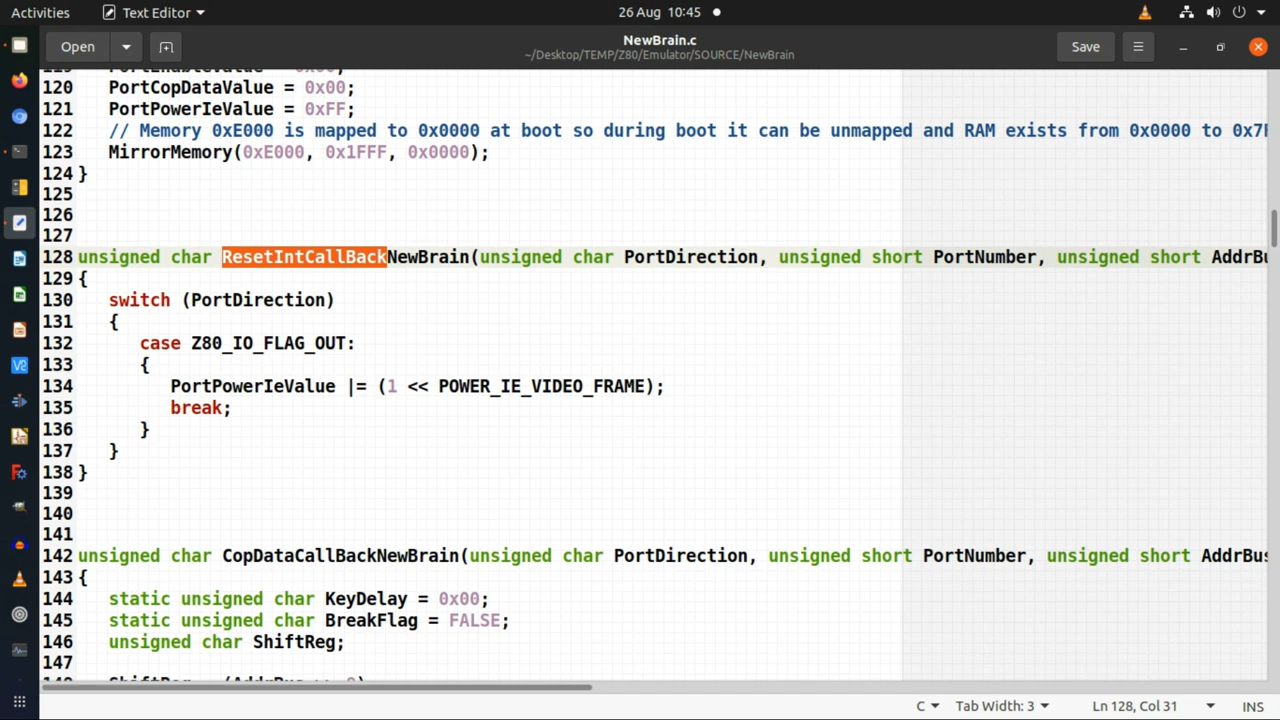 Activities
Text Editor
26 Aug 10:45
Open
NewBrain.c
~/Desktop/TEMP/Z80/Emulator/SOURCE/NewBrain
Save
120 PortCopDataValue = 0x00;
121 PortPowerIeValue = 0xFF;
122 // Memory 0xE000 is mapped to 0x0000 at boot so during boot it can be unmapped and RAM exists from 0x0000 to
123 MirrorMemory(0xE000, 0x1FFF, 0x0000);
124 }
125
126
127
128 unsigned char ResetIntCallBackNewBrain(unsigned char PortDirection, unsigned short PortNumber, unsigned short AddrBu
129 {
130 switch (PortDirection)
131 {
132 case Z80_IO_FLAG_OUT:
133 {
134 PortPowerIeValue |= (1 << POWER_IE_VIDEO_FRAME);
135 break;
136 }
137 }
138 }
139
140
141
142 unsigned char CopDataCallBackNewBrain(unsigned char PortDirection, unsigned short PortNumber, unsigned short AddrBus
143 {
144 static unsigned char KeyDelay = 0x00;
145 static unsigned char BreakFlag = FALSE;
146 unsigned char ShiftReg;
147
C
Tab Width: 3
Ln 128, Col 31
INS